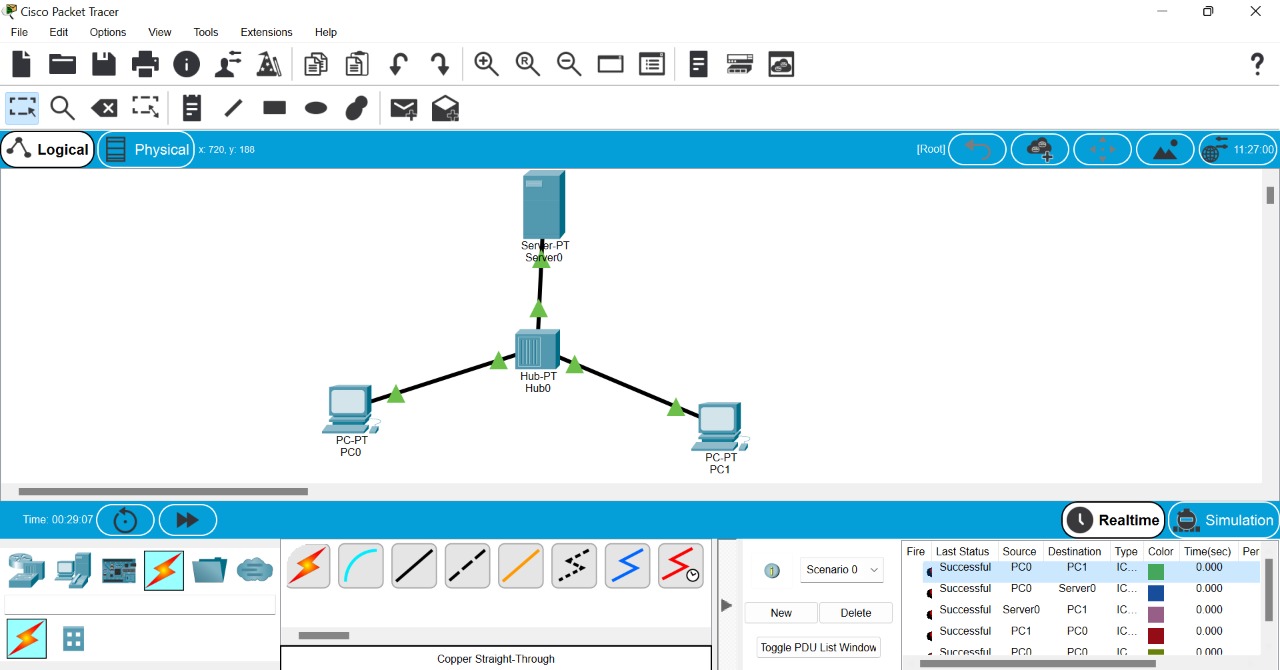 Cisco Packet Tracer
File Edit Options View Tools Extensions Help
Logical Physical x: 720, y: 188 [Root] 11:27:00
Server-PT
Server0
Hub-PT
Hub0
PC-PT
PC0
PC-PT
PC1
Time: 00:29:07 Realtime Simulation
Scenario 0
New Delete
Toggle PDU List Window
Copper Straight-Through
Fire Last Status Source Destination Type Color Time(sec) Per
Successful PC0 PC1 IC... 0.000
Successful PC0 Server0 IC... 0.000
Successful Server0 PC1 IC... 0.000
Successful PC1 PC0 IC... 0.000
Successful PC0 PC0 IC 0.000